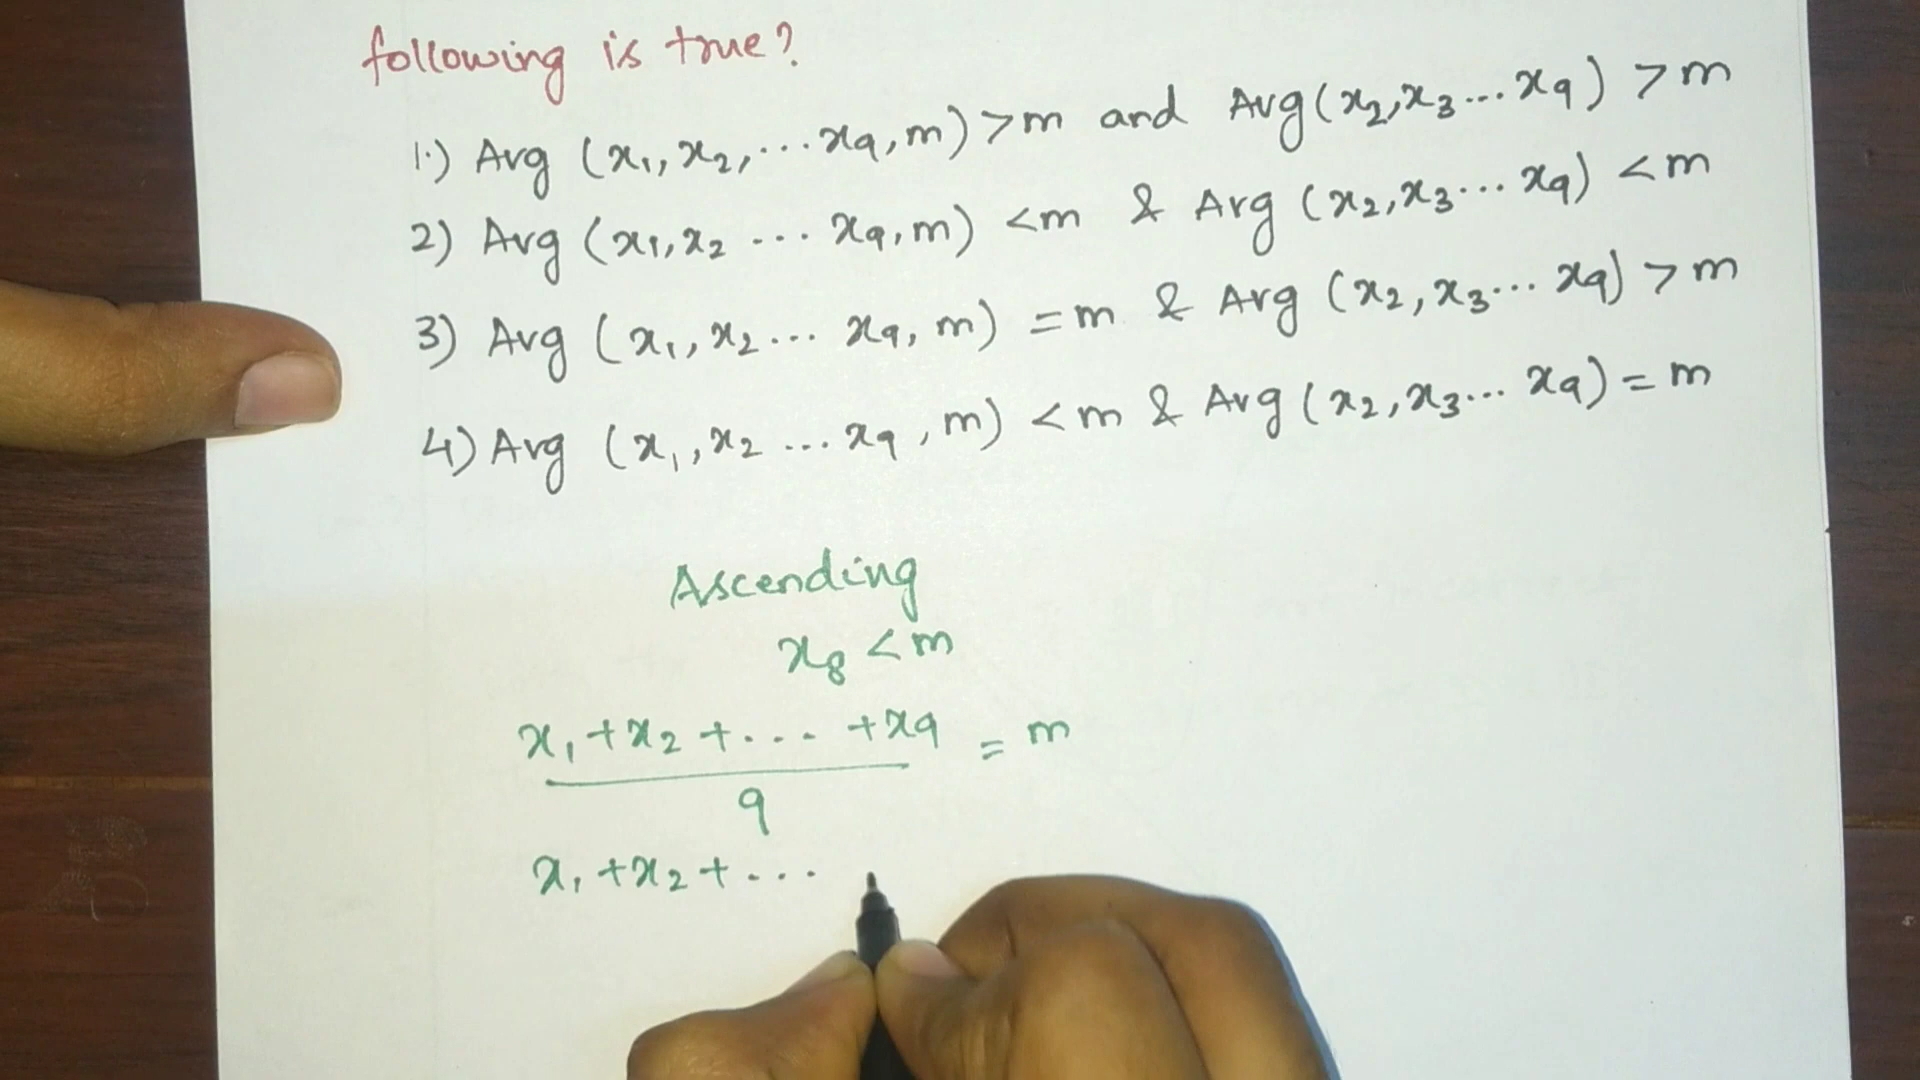 following is true?
1.) Avg (x₁, x₂, ... x₉, m) > m and Avg (x₂, x₃ ... x₉) > m
2) Avg (x₁, x₂ ... x₉, m) < m & Avg (x₂, x₃ ... x₉) < m
3) Avg (x₁, x₂ ... x₉, m) = m & Avg (x₂, x₃ ... x₉) > m
4) Avg (x₁, x₂ ... x₉, m) < m & Avg (x₂, x₃ ... x₉) = m
Ascending
x₈ < m
x₁ + x₂ + ... + x₉ = m
9
x₁ + x₂ + ...